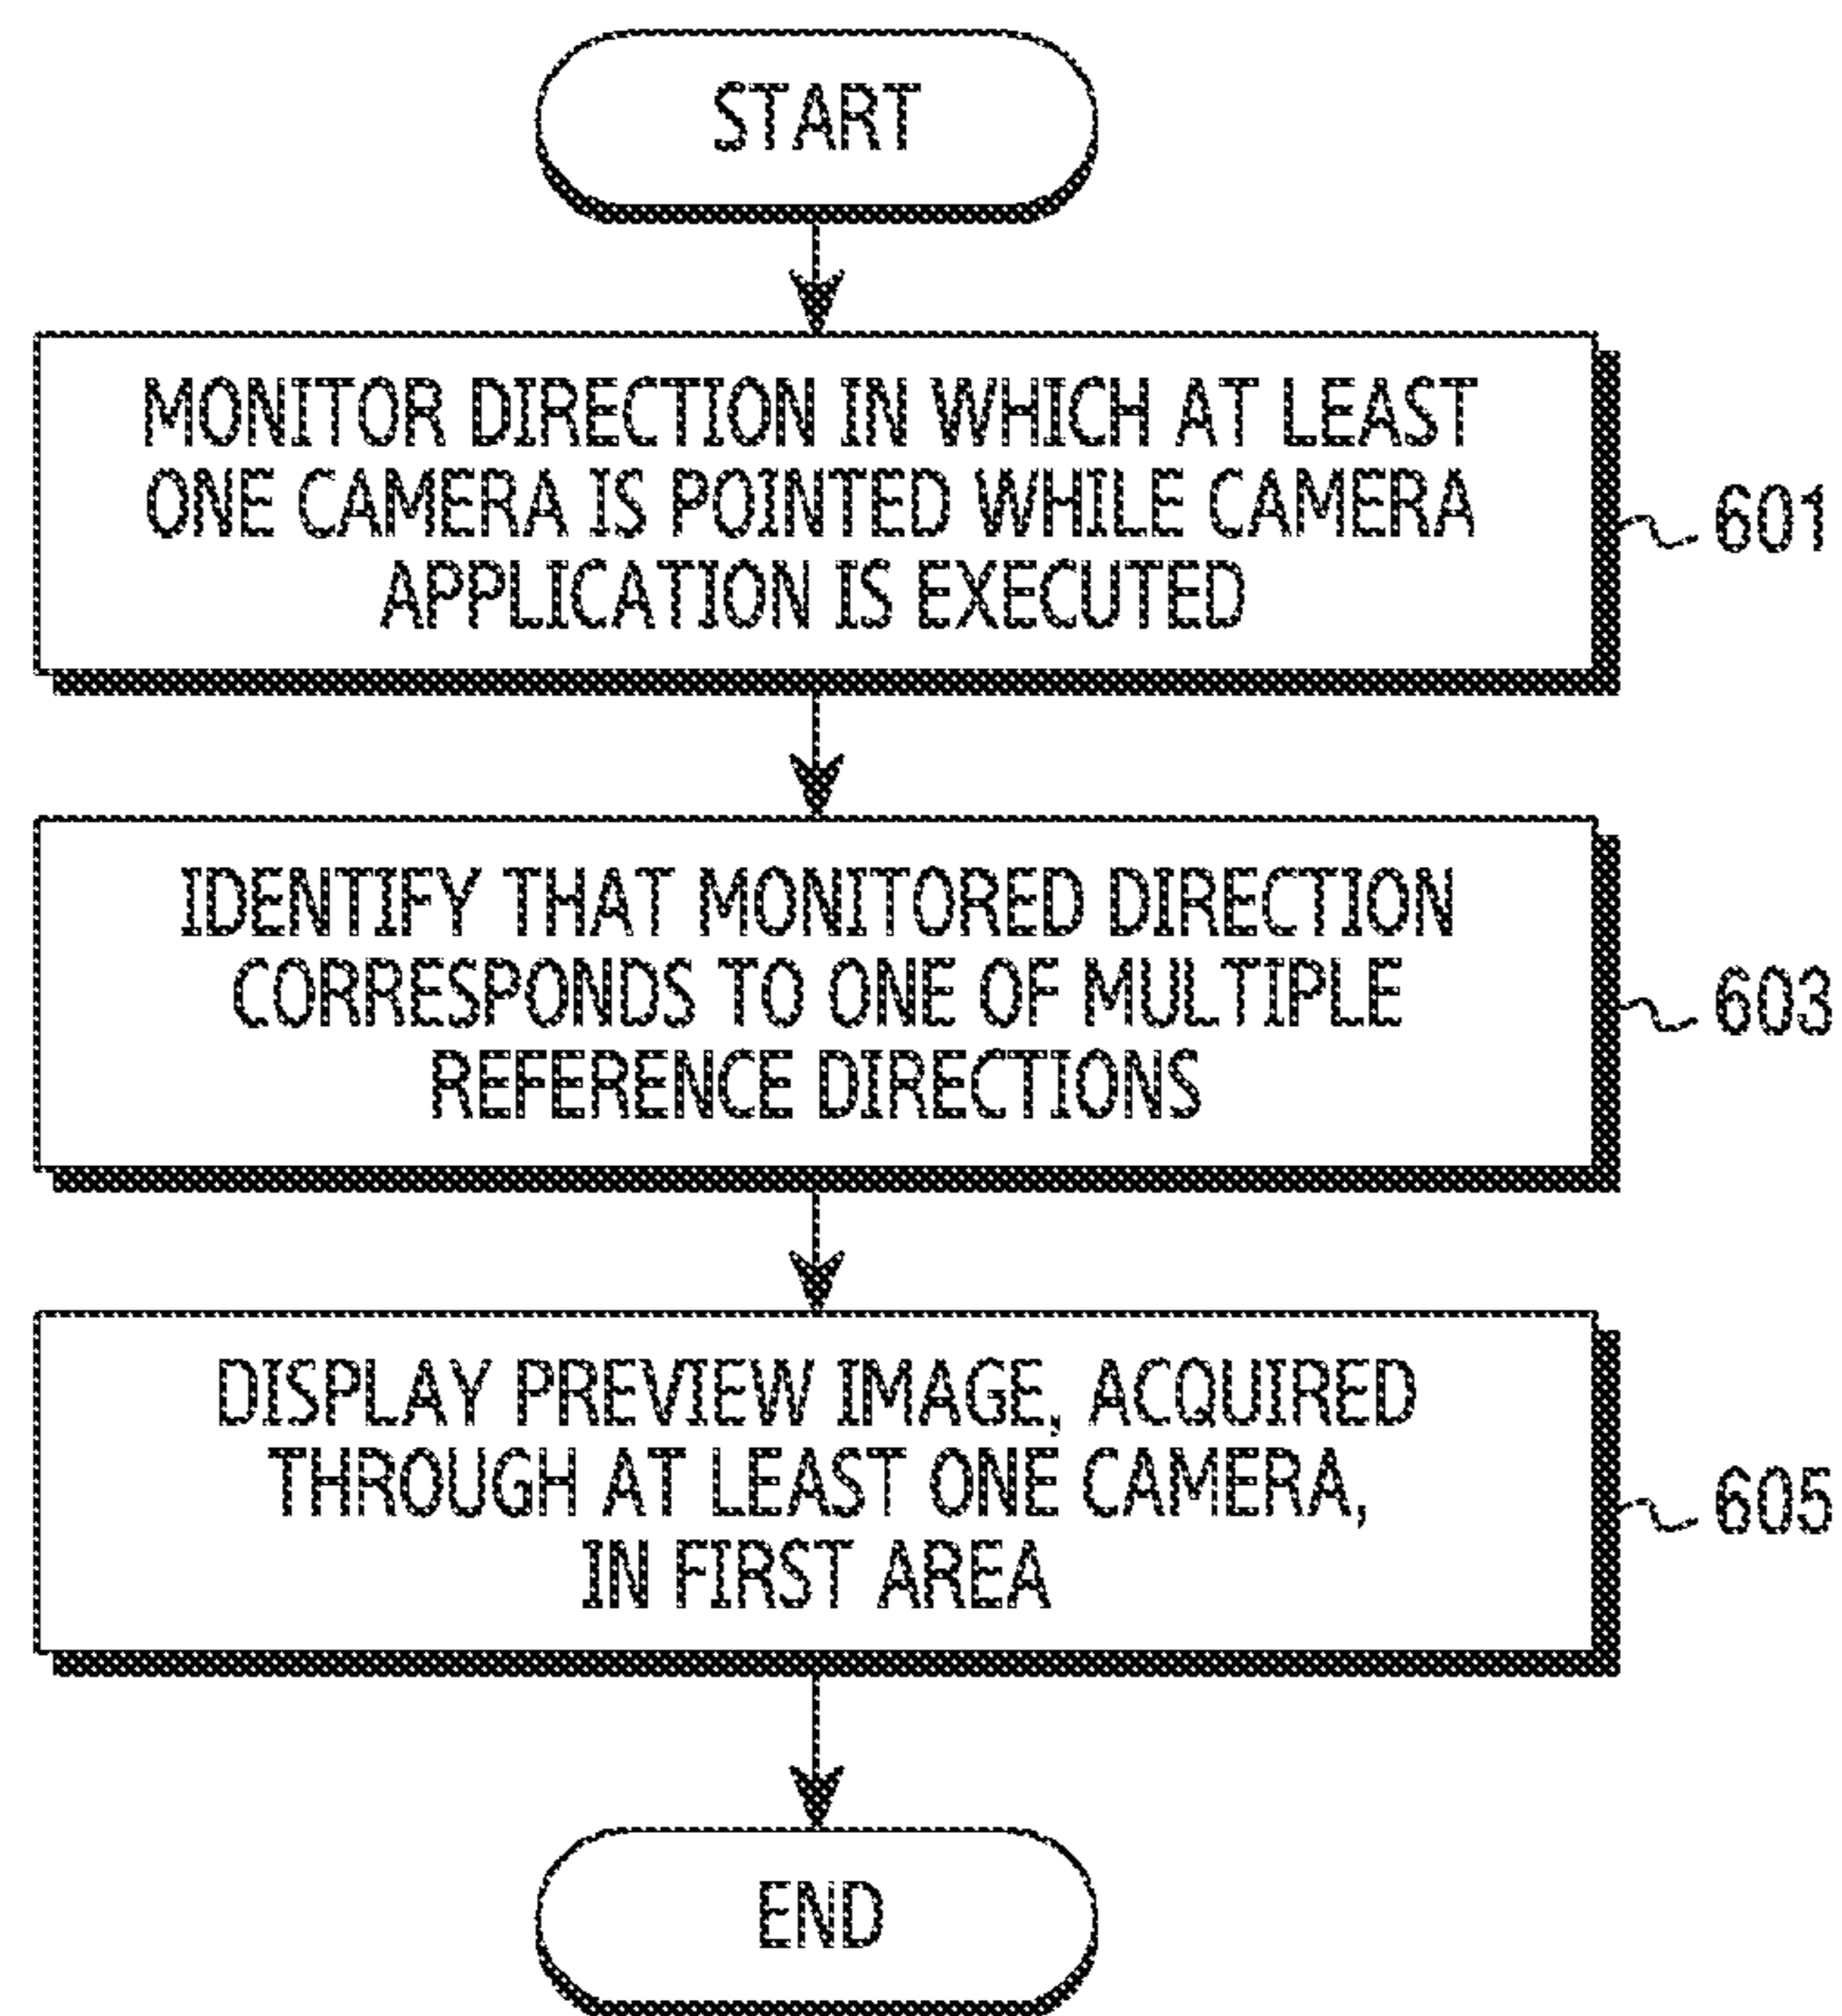 START
MONITOR DIRECTION IN WHICH AT LEAST
ONE CAMERA IS POINTED WHILE CAMERA
APPLICATION IS EXECUTED
601
IDENTIFY THAT MONITORED DIRECTION
CORRESPONDS TO ONE OF MULTIPLE
REFERENCE DIRECTIONS
603
DISPLAY PREVIEW IMAGE, ACQUIRED
THROUGH AT LEAST ONE CAMERA,
IN FIRST AREA
605
END